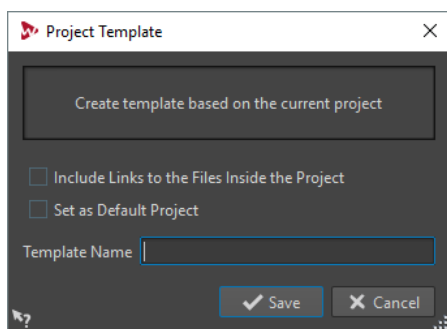 Project Template
Create template based on the current project
Include Links to the Files Inside the Project
Set as Default Project
Template Name
Save Cancel
?